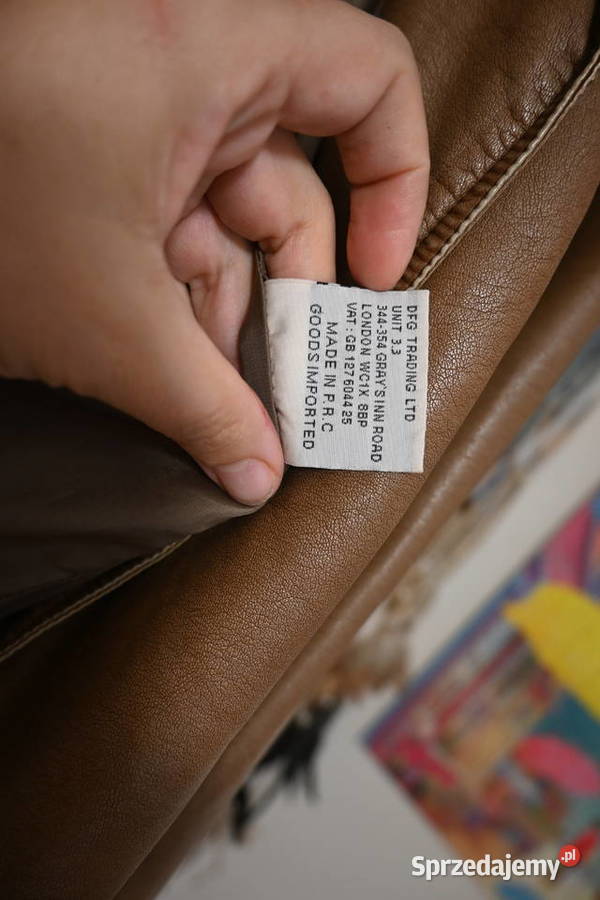 DFG TRADING LTD
UNIT 3.3
344-354 GRAY'S INN ROAD
LONDON WC1X 8BP
VAT : GB 127 6044 25
MADE IN P.R.C
GOODS IMPORTED
Sprzedajemy.pl